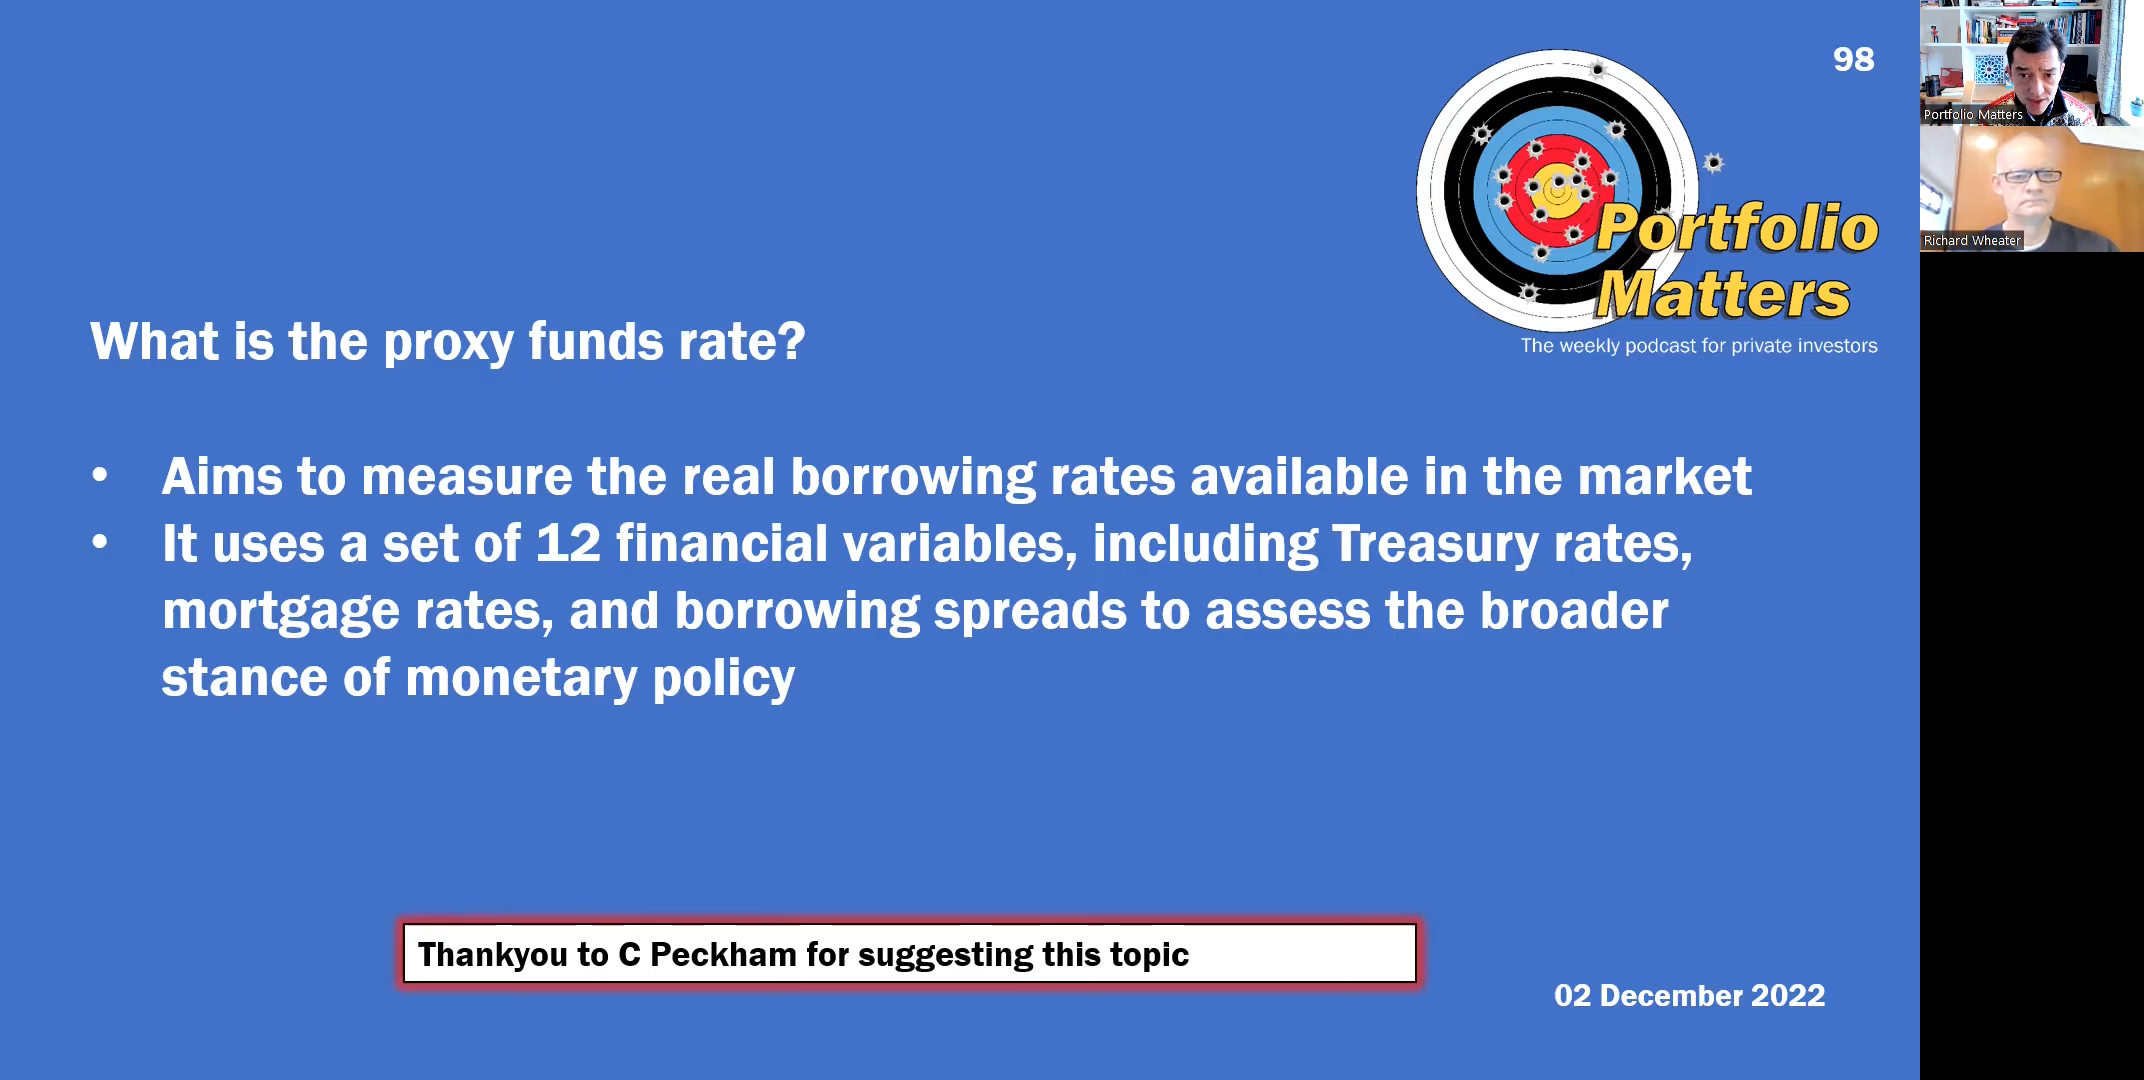 98
Portfolio
Matters
The weekly podcast for private investors
What is the proxy funds rate?
• Aims to measure the real borrowing rates available in the market
• It uses a set of 12 financial variables, including Treasury rates,
mortgage rates, and borrowing spreads to assess the broader
stance of monetary policy
Thankyou to C Peckham for suggesting this topic
02 December 2022
Portfolio Matters
Richard Wheater